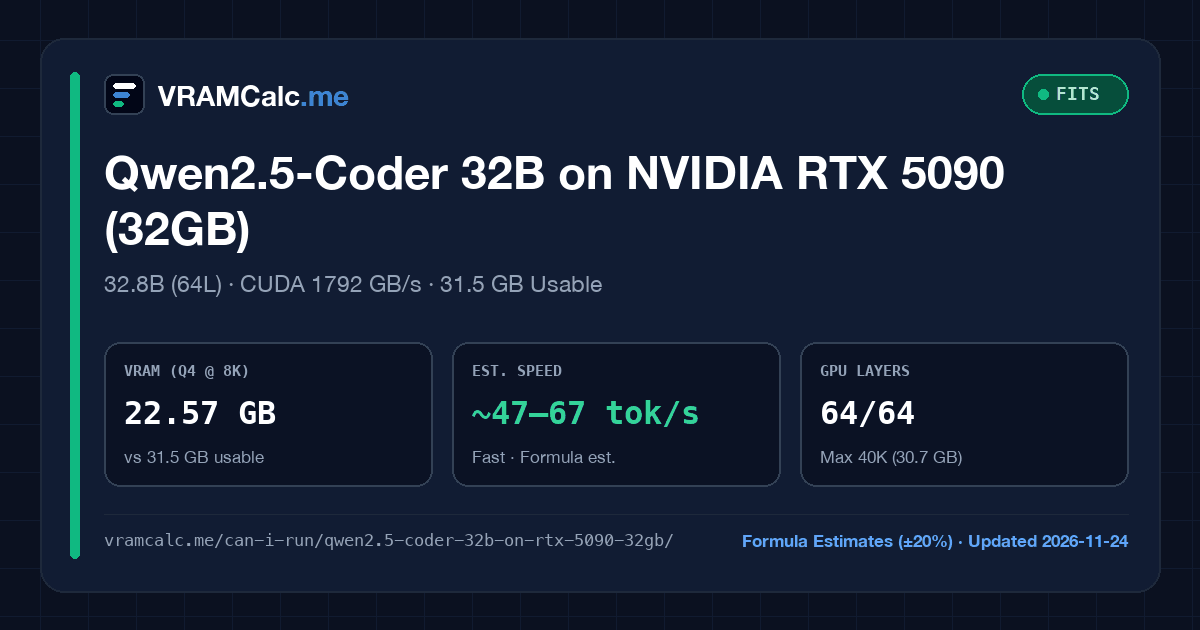 VRAMCalc.me
FITS
Qwen2.5-Coder 32B on NVIDIA RTX 5090
(32GB)
32.8B (64L) · CUDA 1792 GB/s · 31.5 GB Usable
VRAM (Q4 @ 8K)
22.57 GB
vs 31.5 GB usable
EST. SPEED
~47–67 tok/s
Fast · Formula est.
GPU LAYERS
64/64
Max 40K (30.7 GB)
vramcalc.me/can-i-run/qwen2.5-coder-32b-on-rtx-5090-32gb/
Formula Estimates (±20%) · Updated 2026-11-24